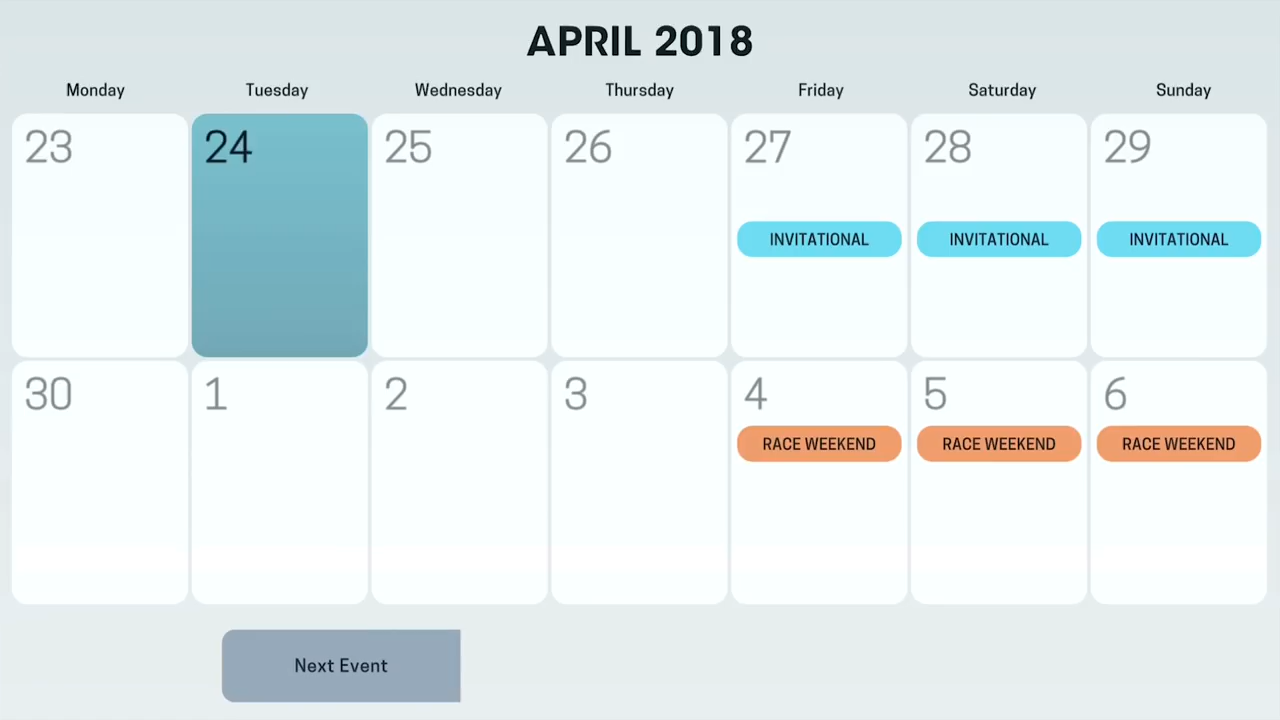 APRIL 2018
Monday Tuesday Wednesday Thursday Friday Saturday Sunday
23 24 25 26 27 28 29
INVITATIONAL INVITATIONAL INVITATIONAL
30 1 2 3 4 5 6
RACE WEEKEND RACE WEEKEND RACE WEEKEND
Next Event